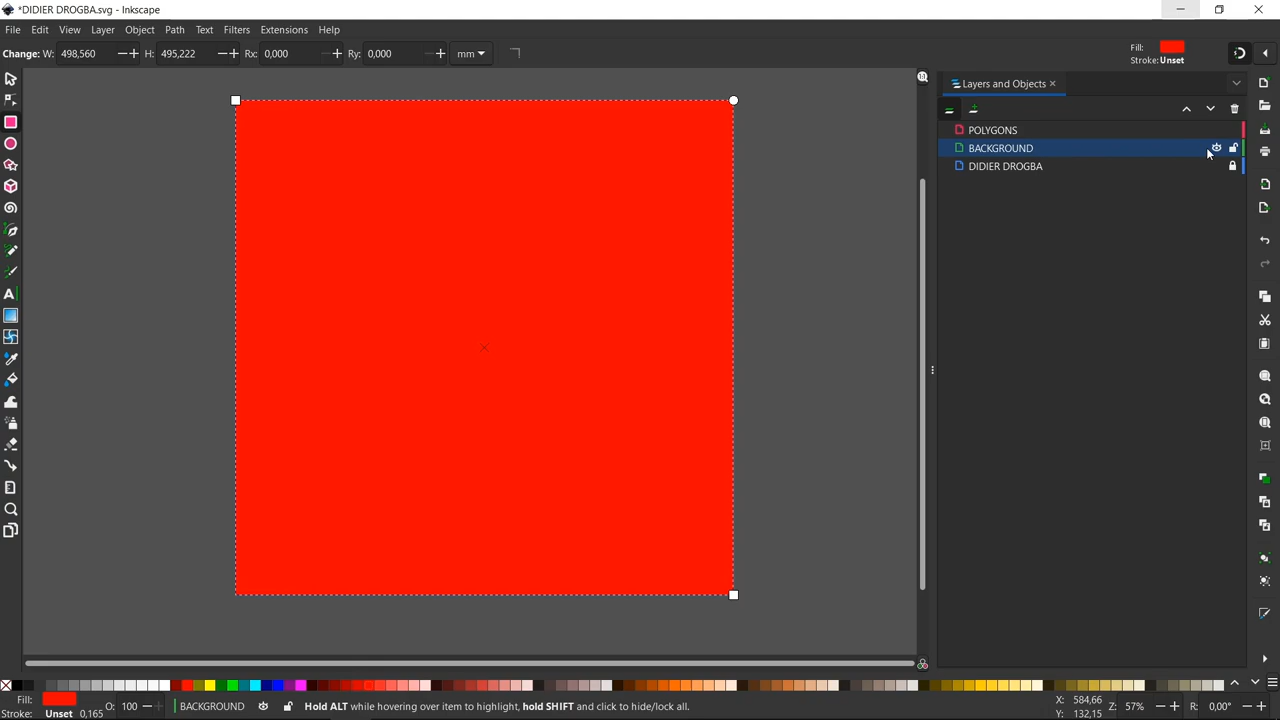 *DIDIER DROGBA.svg - Inkscape
File Edit View Layer Object Path Text Filters Extensions Help
Change: W: 498,560 H: 495,222 Rx: 0,000 Ry: 0,000 mm
Fill:
Stroke: Unset
Layers and Objects
POLYGONS
BACKGROUND
DIDIER DROGBA
Fill:
Stroke: Unset 0,165 O: 100 BACKGROUND Hold ALT while hovering over item to highlight, hold SHIFT and click to hide/lock all.
X: 584,66
Y: 132,15
Z: 57% R: 0,00°